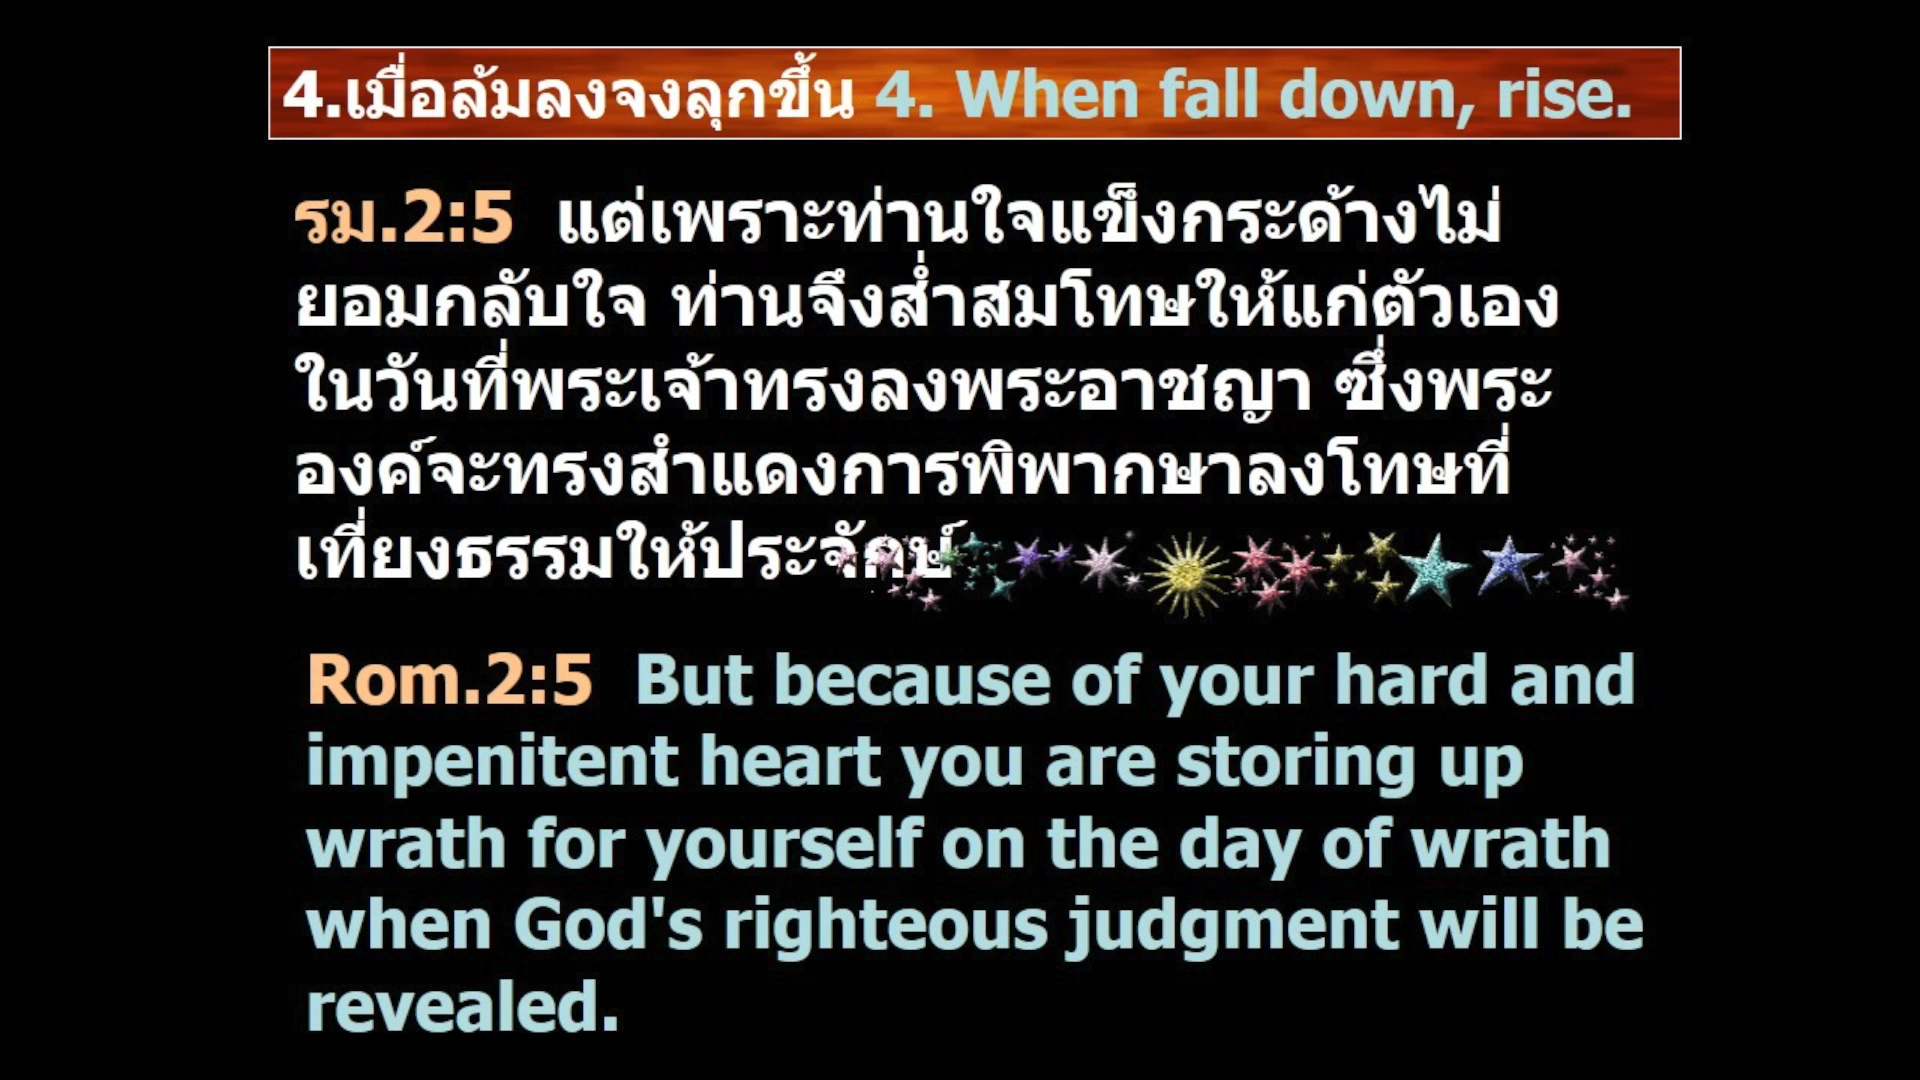 4.เมื่อล้มลงจงลุกขึ้น 4. When fall down, rise.
รม.2:5 แต่เพราะท่านใจแข็งกระด้างไม่
ยอมกลับใจ ท่านจึงส่ำสมโทษให้แก่ตัวเอง
ในวันที่พระเจ้าทรงลงพระอาชญา ซึ่งพระ
องค์จะทรงสำแดงการพิพากษาลงโทษที่
เที่ยงธรรมให้ประจักษ์
Rom.2:5 But because of your hard and
impenitent heart you are storing up
wrath for yourself on the day of wrath
when God's righteous judgment will be
revealed.